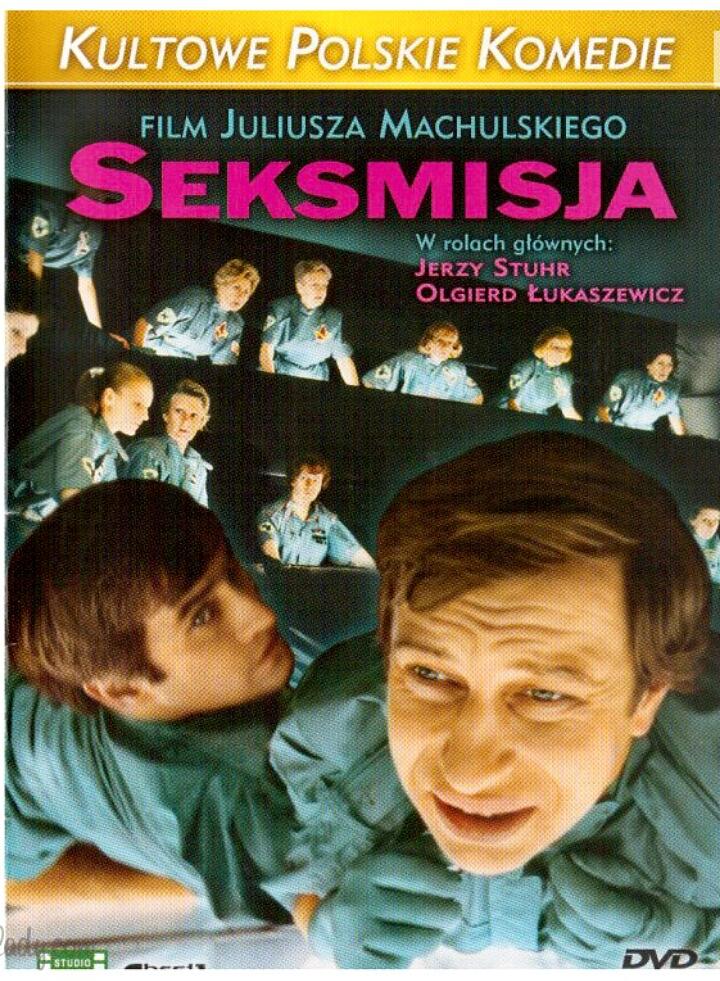 KULTOWE POLSKIE KOMEDIE
FILM JULIUSZA MACHULSKIEGO
SEKSMISJA
W rolach głównych:
JERZY STUHR
OLGIERD ŁUKASZEWICZ
STUDIO
DVD